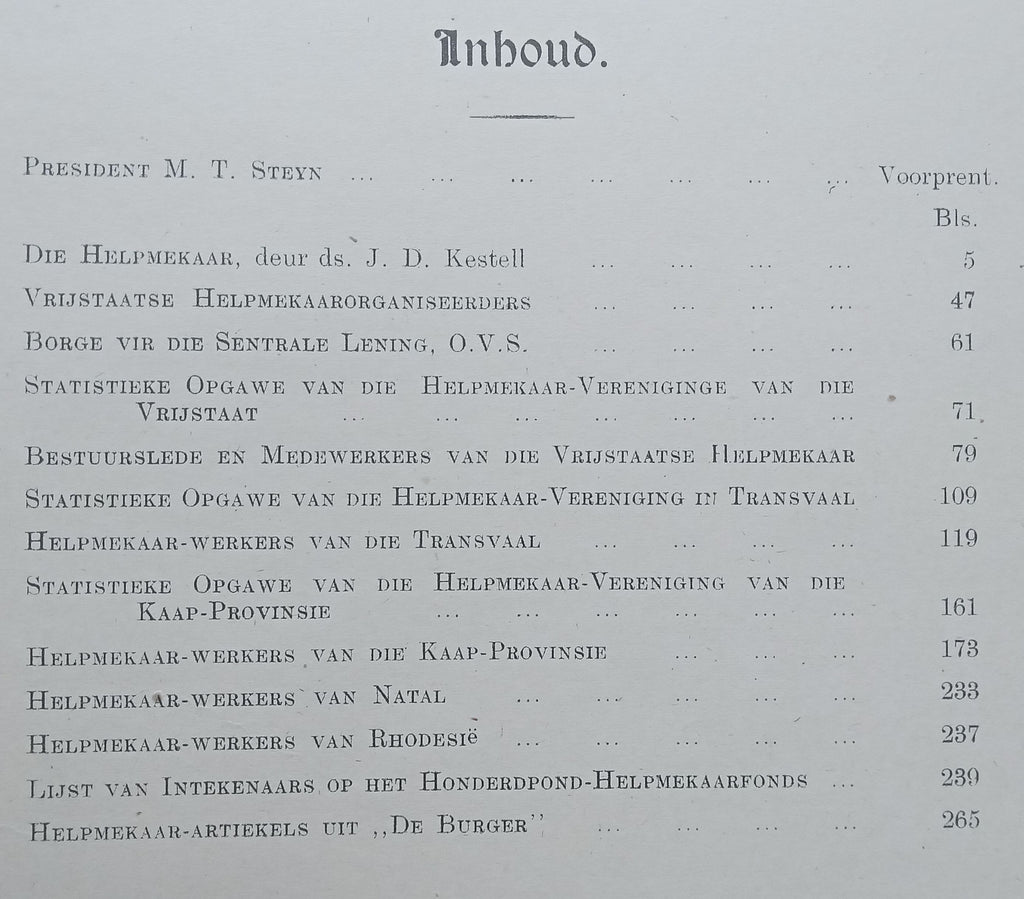 Inhoud.
PRESIDENT M. T. STEYN ... ... ... ... ... ... ... Voorprent.
Bls.
DIE HELPMEKAAR, deur ds. J. D. Kestell ... ... ... ... 5
VRIJSTAATSE HELPMEKAARORGANISEERDERS ... ... ... ... 47
BORGE VIR DIE SENTRALE LENING, O.V.S. ... ... ... ... 61
STATISTIEKE OPGAWE VAN DIE HELPMEKAAR-VERENIGINGE VAN DIE
VRIJSTAAT ... ... ... ... ... ... ... 71
BESTUURSLEDE EN MEDEWERKERS VAN DIE VRIJSTAATSE HELPMEKAAR 79
STATISTIEKE OPGAWE VAN DIE HELPMEKAAR-VERENIGING IN TRANSVAAL 109
HELPMEKAAR-WERKERS VAN DIE TRANSVAAL ... ... ... ... 119
STATISTIEKE OPGAWE VAN DIE HELPMEKAAR-VERENIGING VAN DIE
KAAP-PROVINSIE ... ... ... ... ... ... 161
HELPMEKAAR-WERKERS VAN DIE KAAP-PROVINSIE ... ... ... 173
HELPMEKAAR-WERKERS VAN NATAL ... ... ... ... ... 233
HELPMEKAAR-WERKERS VAN RHODESIË ... ... ... ... ... 237
LIJST VAN INTEKENAARS OP HET HONDERDPOND-HELPMEKAARFONDS ... 239
HELPMEKAAR-ARTIEKELS UIT ,,DE BURGER'' ... ... ... ... 265